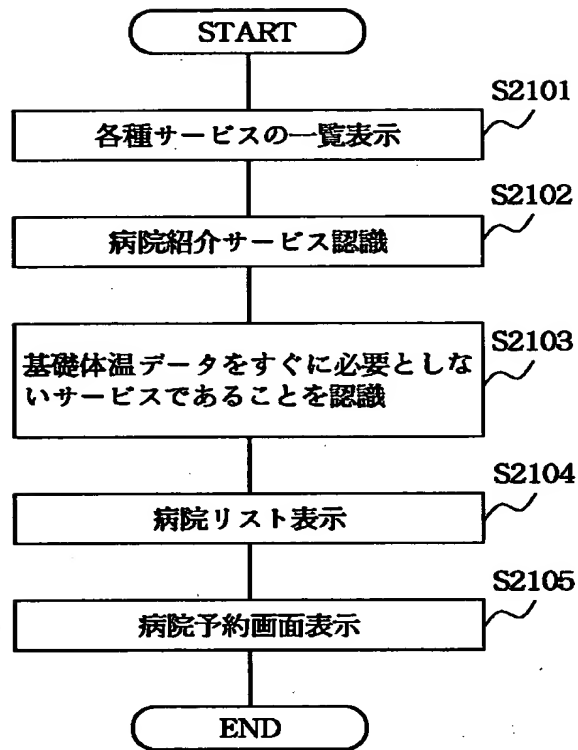 START
S2101
各種サービスの一覧表示
S2102
病院紹介サービス認識
S2103
基礎体温データをすぐに必要としな
いサービスであることを認識
S2104
病院リスト表示
S2105
病院予約画面表示
END